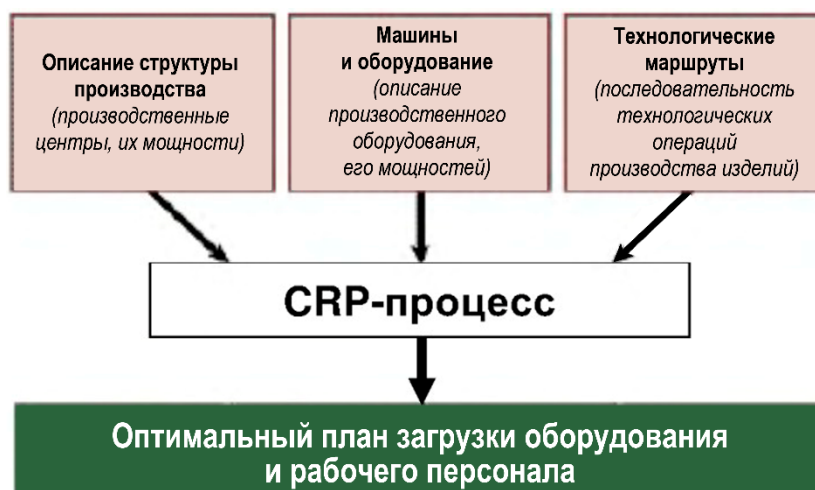 Описание структуры
производства
(производственные
центры, их мощности)
Машины
и оборудование
(описание
производственного
оборудования,
его мощностей)
Технологические
маршруты
(последовательность
технологических
операций
производства изделий)
CRP-процесс
Оптимальный план загрузки оборудования
и рабочего персонала